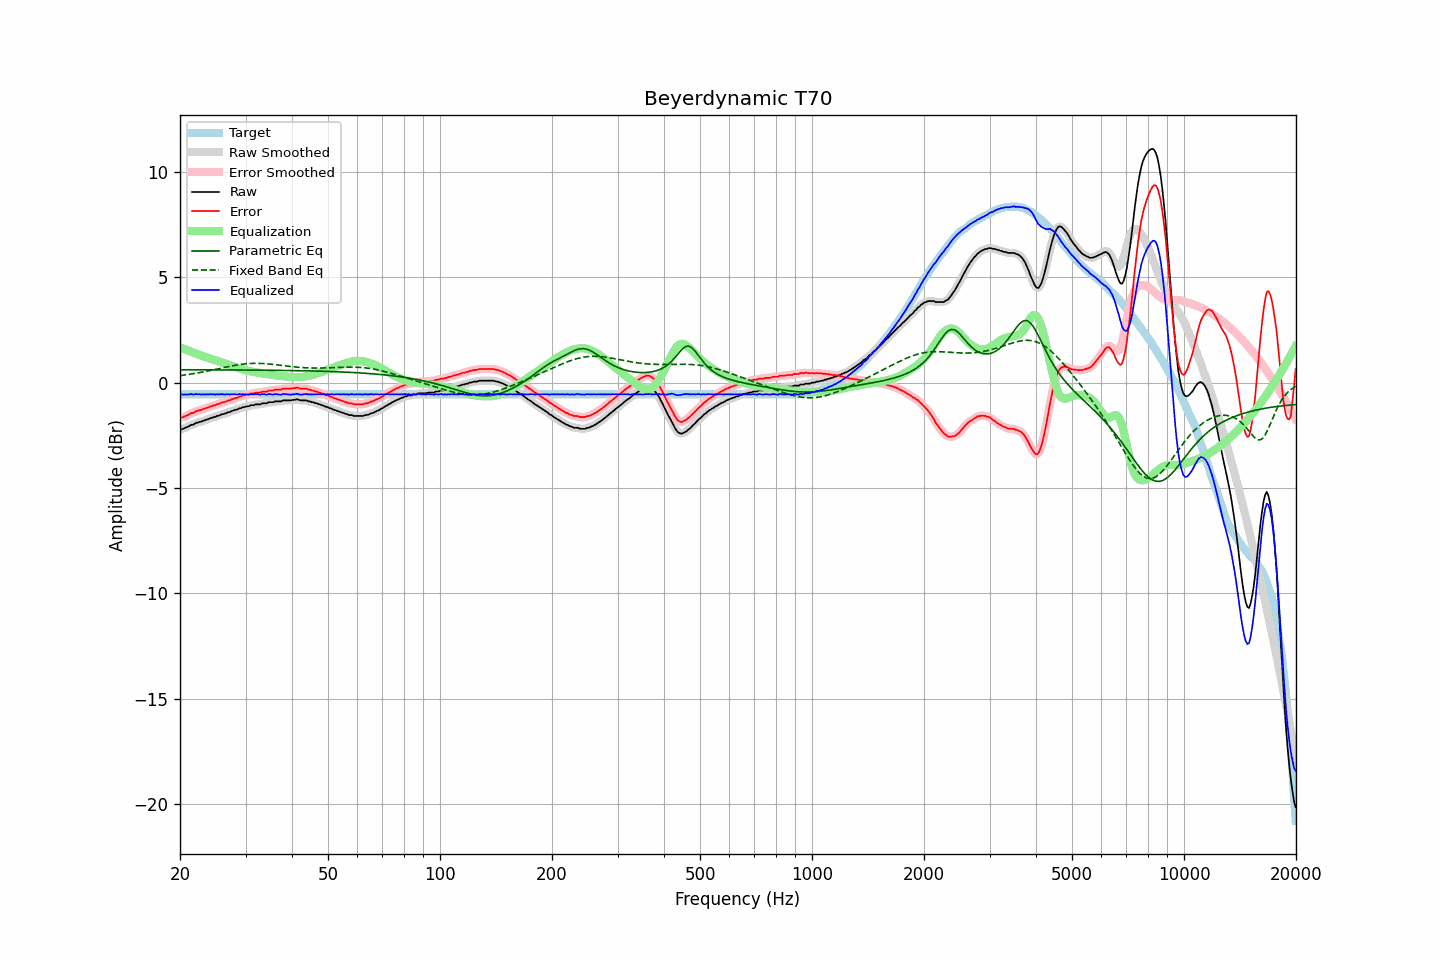 Beyerdynamic T70
Target
Raw Smoothed
Error Smoothed
Raw
Error
Equalization
Parametric Eq
Fixed Band Eq
Equalized
10
5
0
−5
−10
−15
−20
Amplitude (dBr)
20 50 100 200 500 1000 2000 5000 10000 20000
Frequency (Hz)